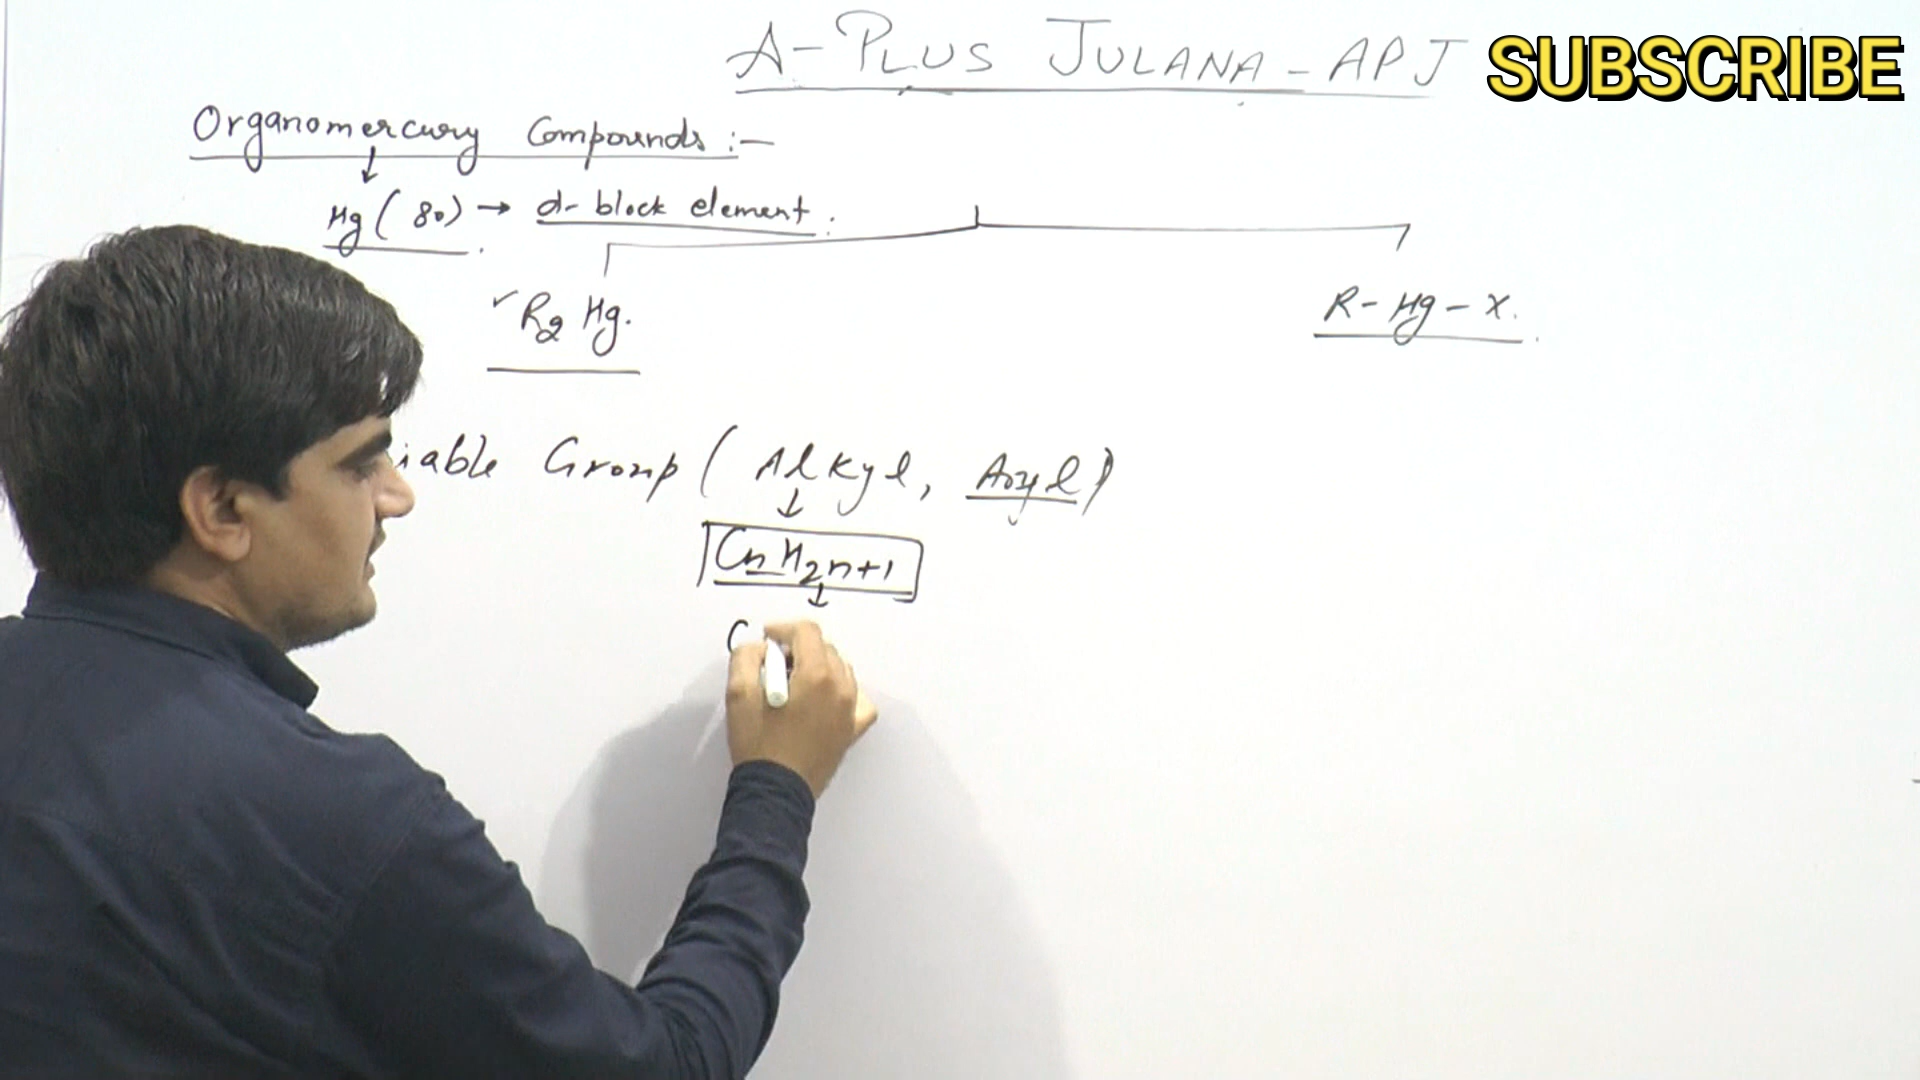 A-PLUS JULANA-APJ
SUBSCRIBE
Organomercury Compounds :-
Hg (80) → d-block element.
R2 Hg.
R-Hg-X.
iable Group (Alkyl, Aryl)
CnH2n+1
C